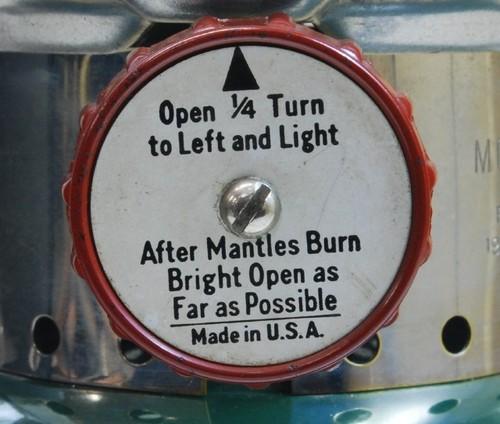 Open ¼ Turn
to Left and Light
After Mantles Burn
Bright Open as
Far as Possible
Made in U.S.A.